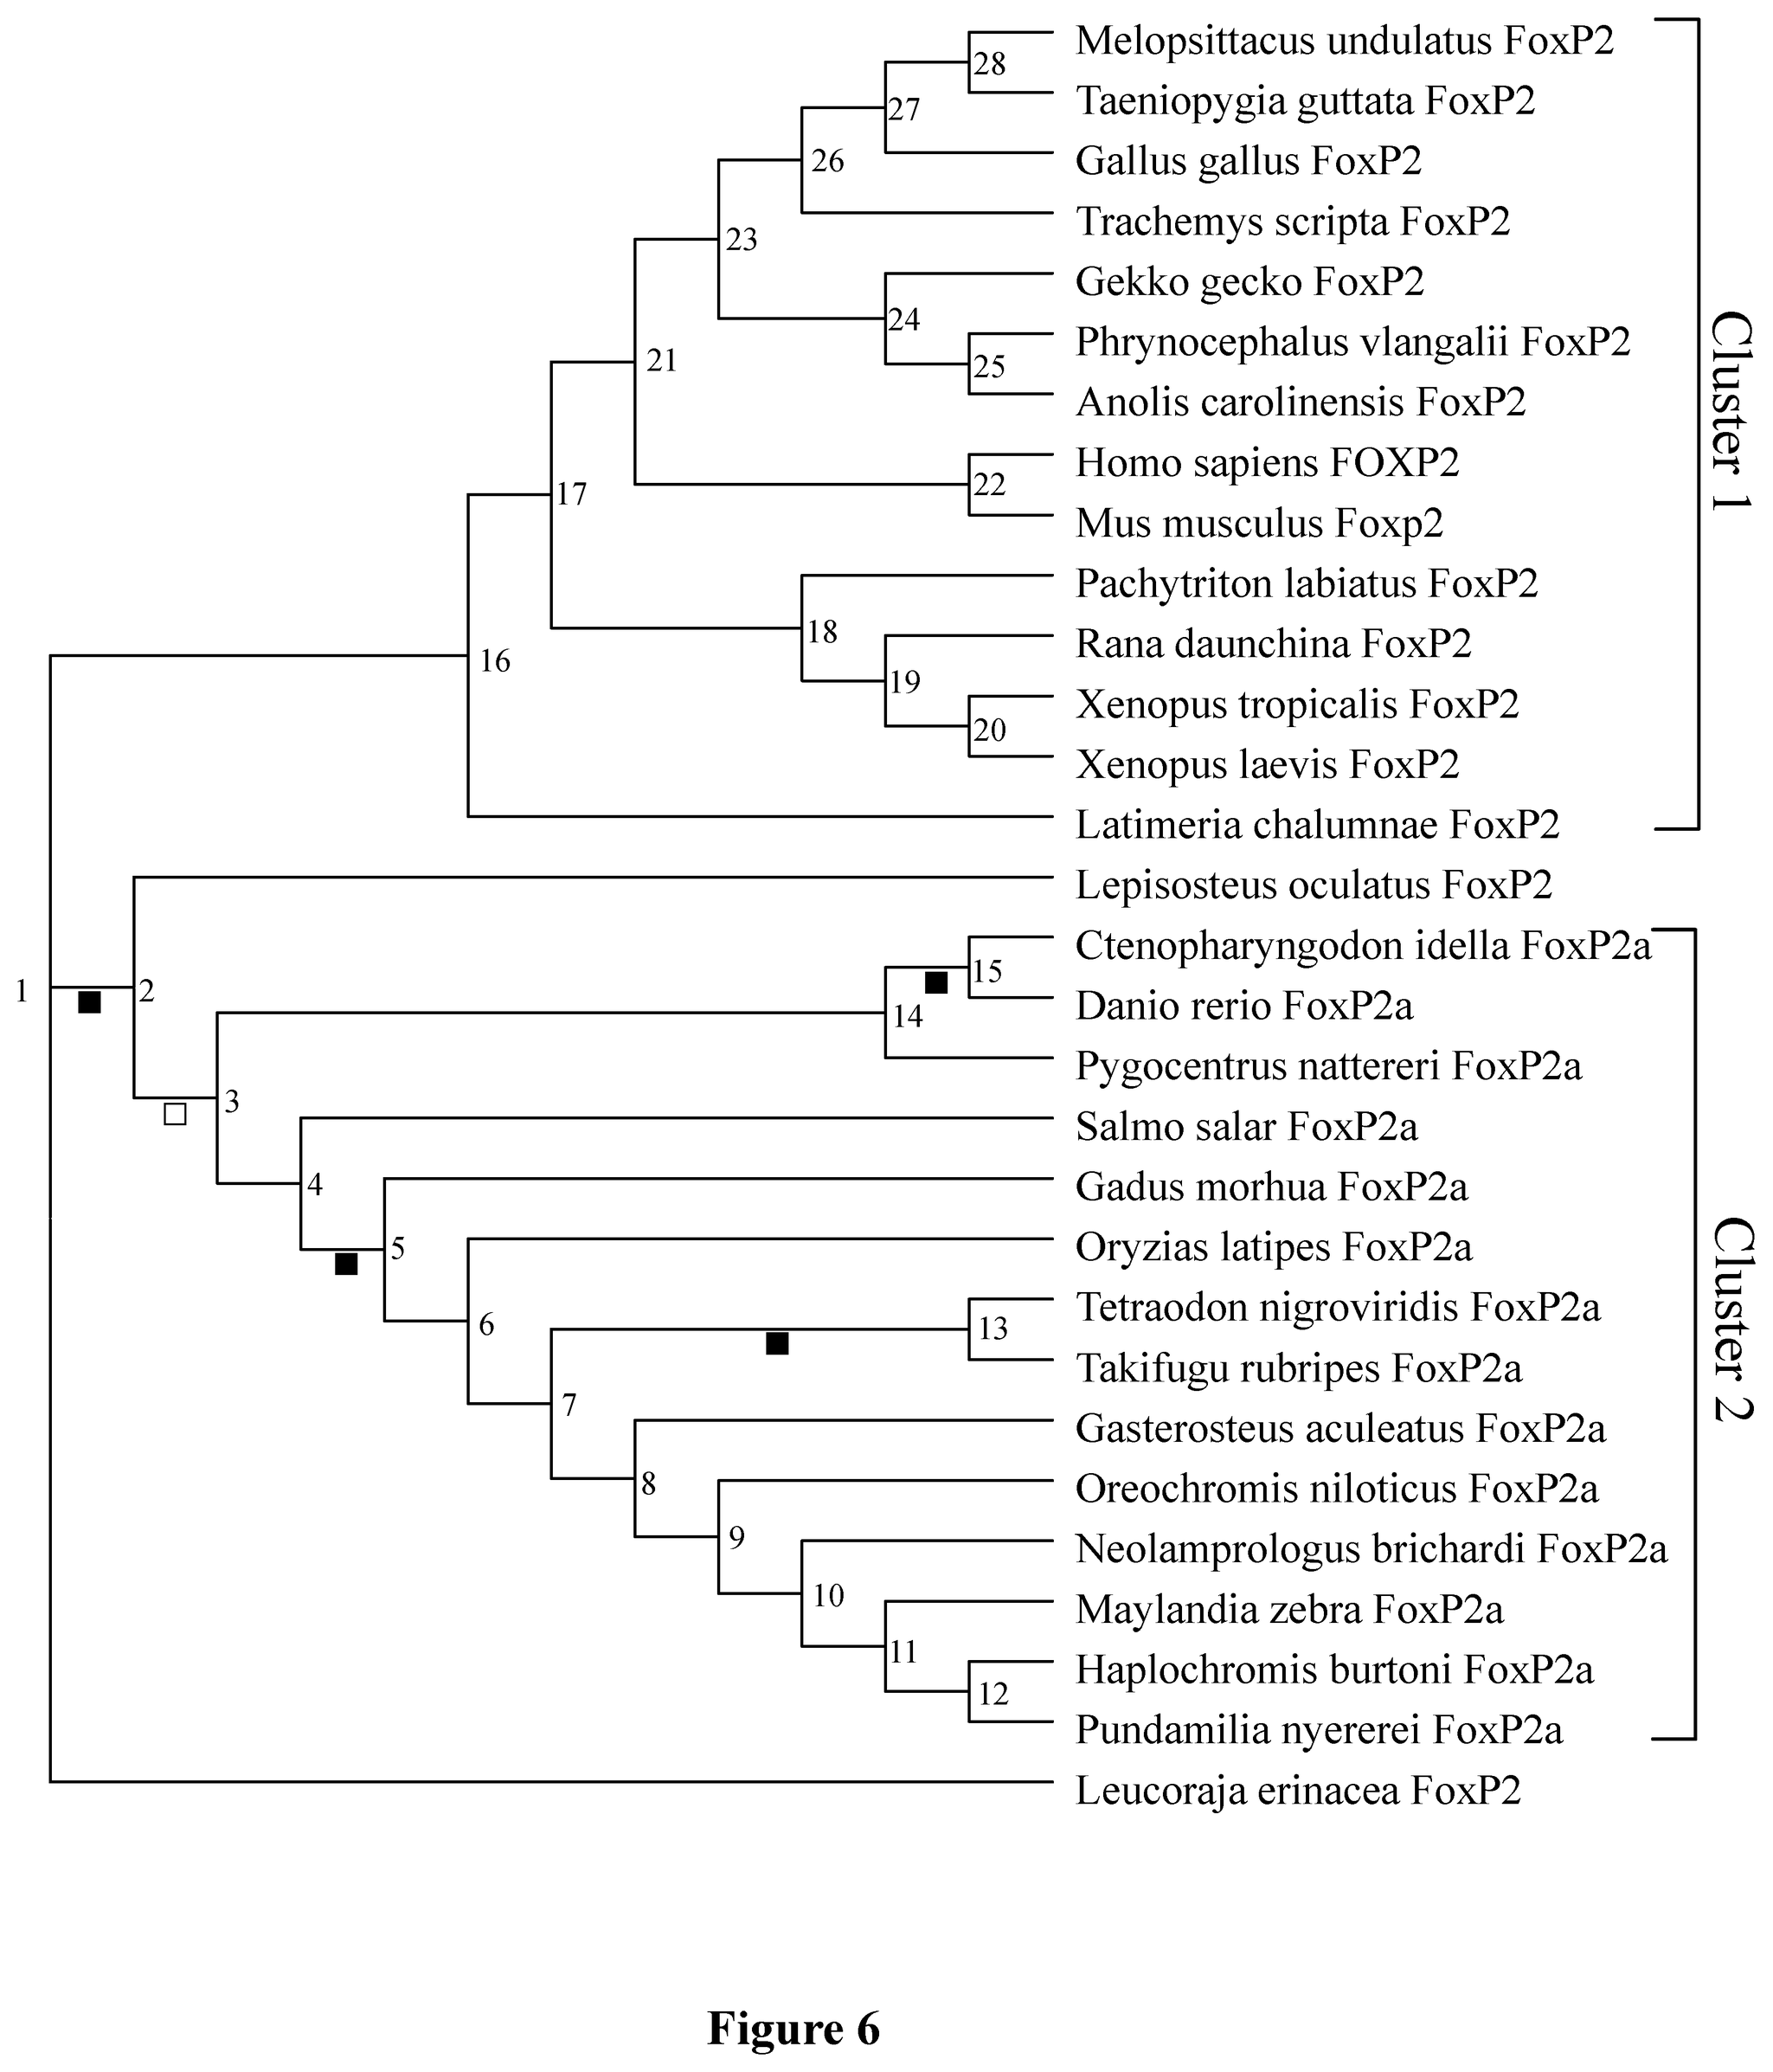 Melopsittacus undulatus FoxP2
28
Taeniopygia guttata FoxP2
27
Gallus gallus FoxP2
26
Trachemys scripta FoxP2
23
Gekko gecko FoxP2
24
Phrynocephalus vlangalii FoxP2
21
25
Anolis carolinensis FoxP2
Cluster 1
Homo sapiens FOXP2
22
17
Mus musculus Foxp2
Pachytriton labiatus FoxP2
18
Rana daunchina FoxP2
16
19
Xenopus tropicalis FoxP2
20
Xenopus laevis FoxP2
Latimeria chalumnae FoxP2
Lepisosteus oculatus FoxP2
Ctenopharyngodon idella FoxP2a
15
1
2
Danio rerio FoxP2a
14
Pygocentrus nattereri FoxP2a
3
Salmo salar FoxP2a
4
Gadus morhua FoxP2a
5
Oryzias latipes FoxP2a
Tetraodon nigroviridis FoxP2a
6
13
Cluster 2
Takifugu rubripes FoxP2a
7
Gasterosteus aculeatus FoxP2a
8
Oreochromis niloticus FoxP2a
9
Neolamprologus brichardi FoxP2a
10
Maylandia zebra FoxP2a
11
Haplochromis burtoni FoxP2a
12
Pundamilia nyererei FoxP2a
Leucoraja erinacea FoxP2
Figure 6